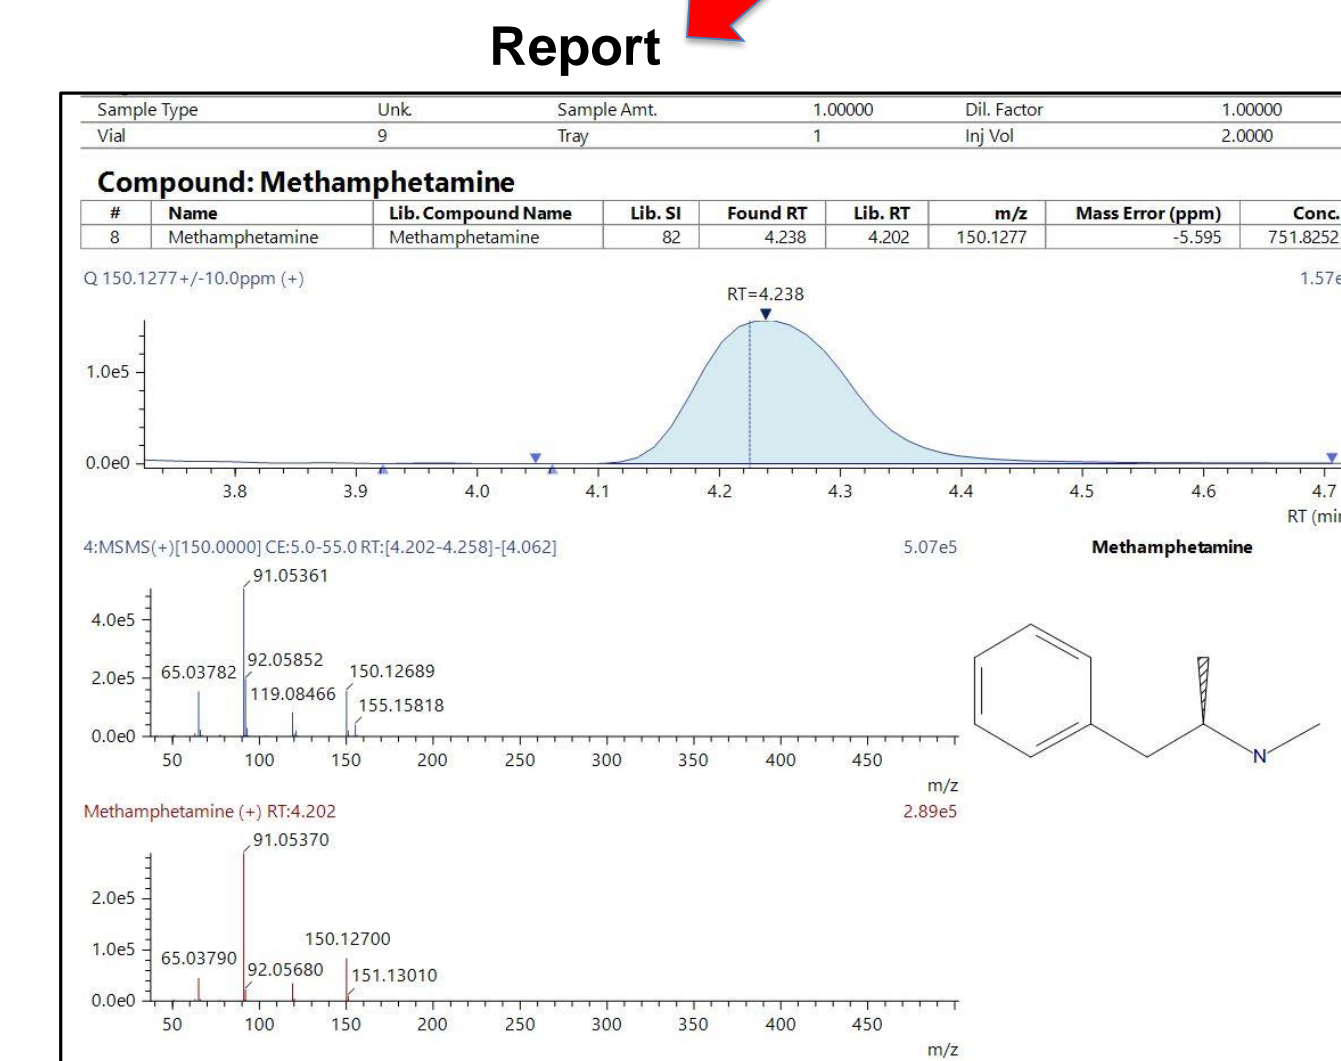 Report
Sample Type Unk. Sample Amt. 1.00000 Dil. Factor 1.00000
Vial 9 Tray 1 Inj Vol 2.0000
Compound: Methamphetamine
# Name Lib. Compound Name Lib. SI Found RT Lib. RT m/z Mass Error (ppm) Conc.
8 Methamphetamine Methamphetamine 82 4.238 4.202 150.1277 -5.595 751.8252
Q 150.1277+/-10.0ppm (+) 1.57e
RT=4.238
1.0e5
0.0e0
3.8 3.9 4.0 4.1 4.2 4.3 4.4 4.5 4.6 4.7
RT (min
4:MSMS(+)[150.0000] CE:5.0-55.0 RT:[4.202-4.258]-[4.062] 5.07e5
Methamphetamine
91.05361
4.0e5
92.05852
65.03782
150.12689
2.0e5
119.08466
155.15818
0.0e0
50 100 150 200 250 300 350 400 450
m/z
N
Methamphetamine (+) RT:4.202 2.89e5
91.05370
2.0e5
150.12700
1.0e5
65.03790
92.05680
151.13010
0.0e0
50 100 150 200 250 300 350 400 450
m/z